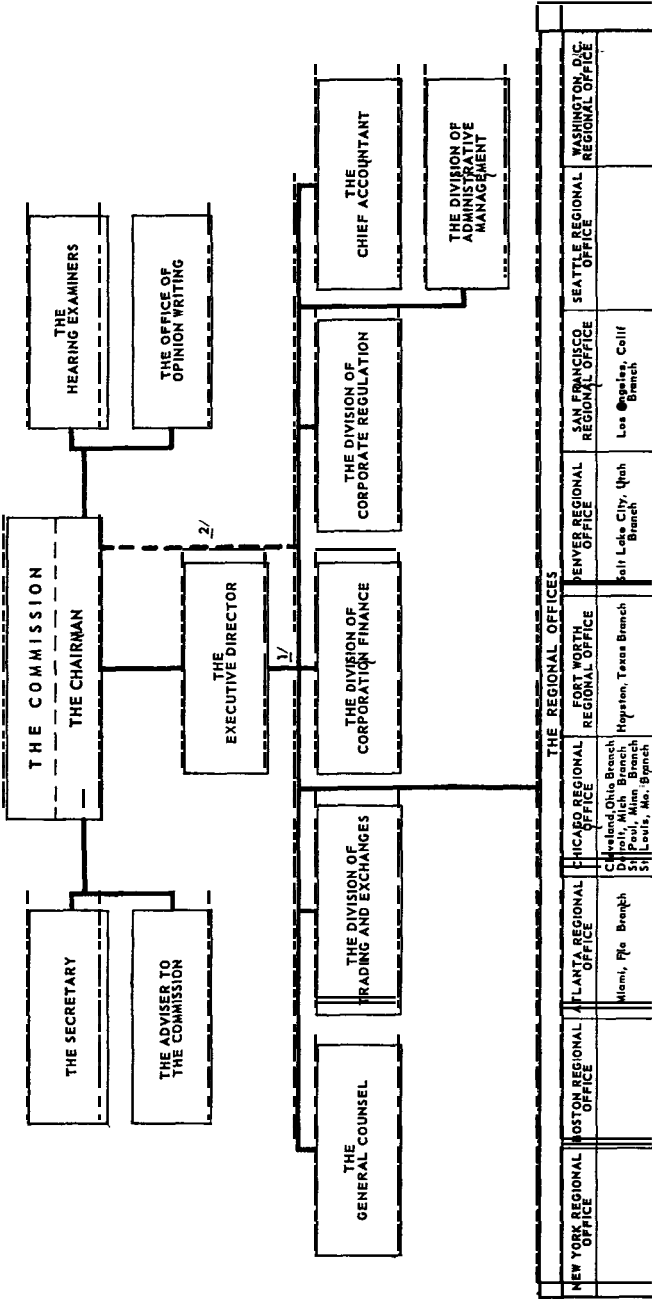 THE COMMISSION
THE CHAIRMAN
THE SECRETARY
THE ADVISER TO
THE COMMISSION
THE
HEARING EXAMINERS
THE OFFICE OF
OPINION WRITING
THE
EXECUTIVE DIRECTOR
1/
2/
THE
GENERAL COUNSEL
THE DIVISION OF
TRADING AND EXCHANGES
THE DIVISION OF
CORPORATION FINANCE
THE DIVISION OF
CORPORATE REGULATION
THE
CHIEF ACCOUNTANT
THE DIVISION OF
ADMINISTRATIVE
MANAGEMENT
THE REGIONAL OFFICES
NEW YORK REGIONAL
OFFICE
BOSTON REGIONAL
OFFICE
ATLANTA REGIONAL
OFFICE
Miami, Fla Branch
CHICAGO REGIONAL
OFFICE
Cleveland, Ohio Branch
Detroit, Mich Branch
St Paul, Minn Branch
St Louis, Mo. Branch
FORT WORTH
REGIONAL OFFICE
Houston, Texas Branch
DENVER REGIONAL
OFFICE
Salt Lake City, Utah
Branch
SAN FRANCISCO
REGIONAL OFFICE
Los Angeles, Calif
Branch
SEATTLE REGIONAL
OFFICE
WASHINGTON, D.C.
REGIONAL OFFICE